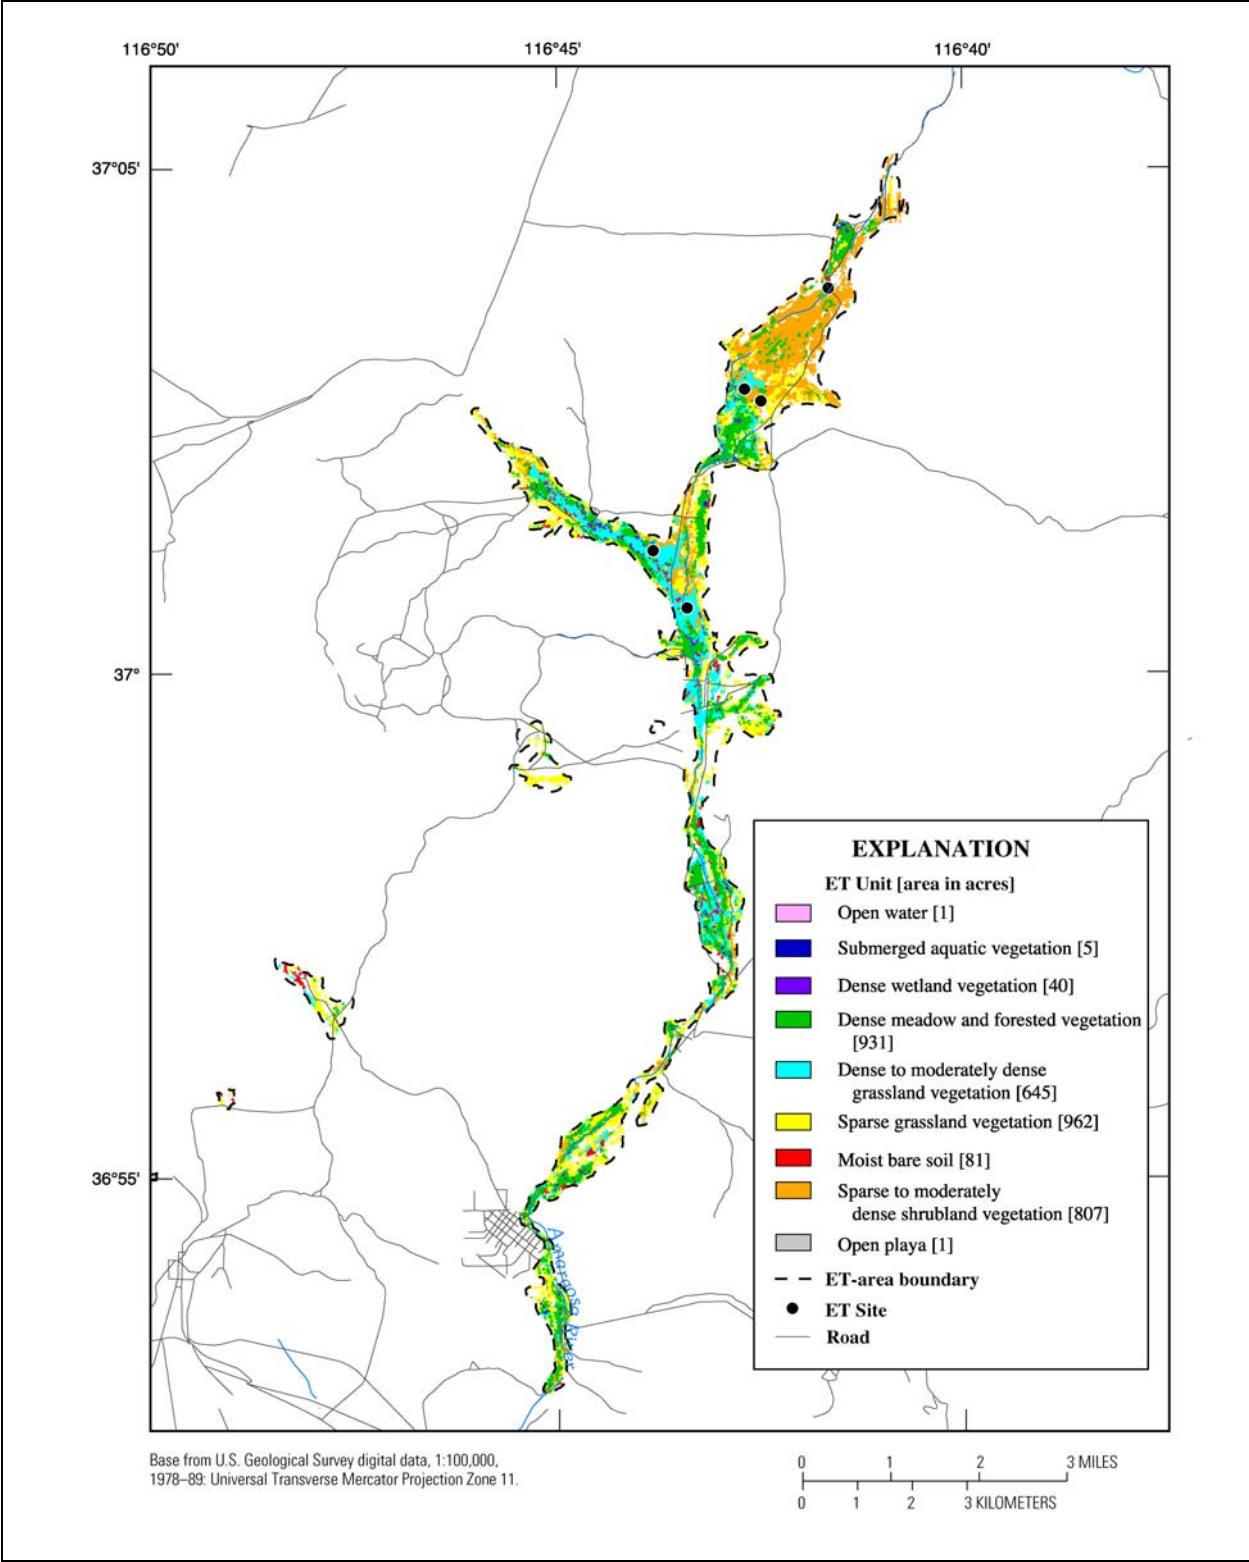 116°50'
116°45'
116°40'
37°05'
37°
36°55'
Amargosa River
EXPLANATION
ET Unit [area in acres]
Open water [1]
Submerged aquatic vegetation [5]
Dense wetland vegetation [40]
Dense meadow and forested vegetation
[931]
Dense to moderately dense
grassland vegetation [645]
Sparse grassland vegetation [962]
Moist bare soil [81]
Sparse to moderately
dense shrubland vegetation [807]
Open playa [1]
ET-area boundary
ET Site
Road
Base from U.S. Geological Survey digital data, 1:100,000,
1978–89: Universal Transverse Mercator Projection Zone 11.
0 1 2 3 MILES
0 1 2 3 KILOMETERS